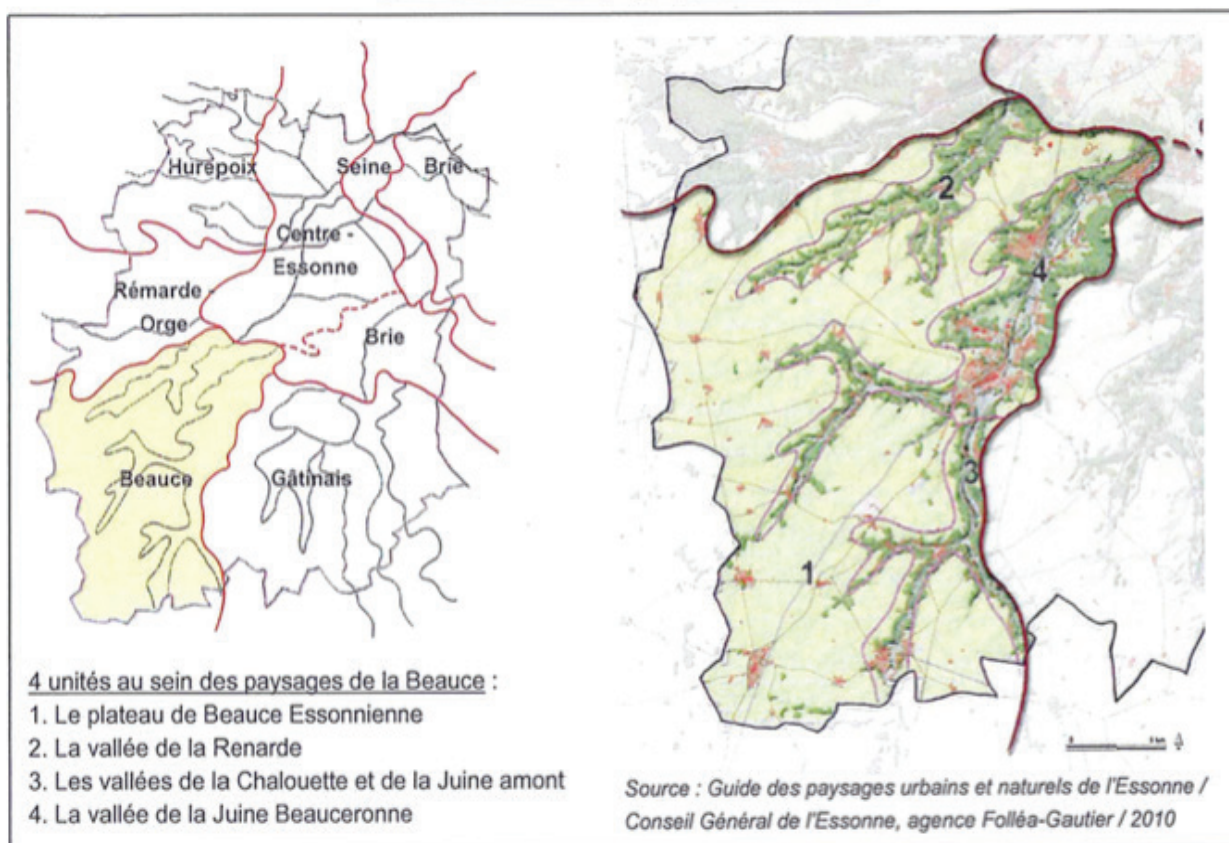 Hurepoix
Seine
Brie
Centre -
Essonne
Rémarde -
Orge
Brie
Beauce
Gâtinais
4 unités au sein des paysages de la Beauce :
1. Le plateau de Beauce Essonnienne
2. La vallée de la Renarde
3. Les vallées de la Chalouette et de la Juine amont
4. La vallée de la Juine Beauceronne
2
4
3
1
Source : Guide des paysages urbains et naturels de l'Essonne /
Conseil Général de l'Essonne, agence Folléa-Gautier / 2010